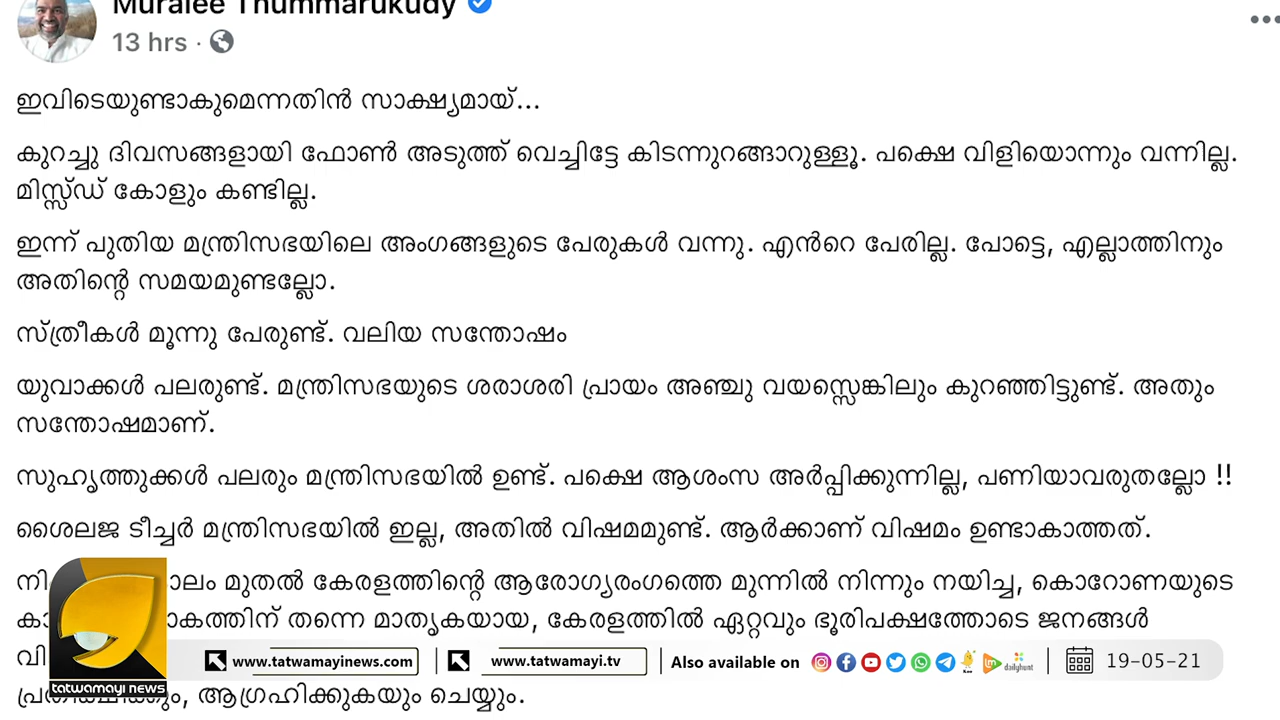 Muralee Thummarukudy
13 hrs ·
ഇവിടെയുണ്ടാകുമെന്നതിൻ സാക്ഷ്യമായ്...
കുറച്ചു ദിവസങ്ങളായി ഫോൺ അടുത്ത് വെച്ചിട്ടേ കിടന്നുറങ്ങാറുള്ളൂ. പക്ഷെ വിളിയൊന്നും വന്നില്ല.
മിസ്സ്ഡ് കോളും കണ്ടില്ല.
ഇന്ന് പുതിയ മന്ത്രിസഭയിലെ അംഗങ്ങളുടെ പേരുകൾ വന്നു. എൻറെ പേരില്ല. പോട്ടെ, എല്ലാത്തിനും
അതിന്റെ സമയമുണ്ടല്ലോ.
സ്ത്രീകൾ മൂന്നു പേരുണ്ട്. വലിയ സന്തോഷം
യുവാക്കൾ പലരുണ്ട്. മന്ത്രിസഭയുടെ ശരാശരി പ്രായം അഞ്ചു വയസ്സെങ്കിലും കുറഞ്ഞിട്ടുണ്ട്. അതും
സന്തോഷമാണ്.
സുഹൃത്തുക്കൾ പലരും മന്ത്രിസഭയിൽ ഉണ്ട്. പക്ഷെ ആശംസ അർപ്പിക്കുന്നില്ല, പണിയാവരുതല്ലോ !!
ശൈലജ ടീച്ചർ മന്ത്രിസഭയിൽ ഇല്ല, അതിൽ വിഷമമുണ്ട്. ആർക്കാണ് വിഷമം ഉണ്ടാകാത്തത്.
മുതൽ കേരളത്തിന്റെ ആരോഗ്യരംഗത്തെ മുന്നിൽ നിന്നും നയിച്ച, കൊറോണയുടെ
തന്നെ മാതൃകയായ, കേരളത്തിൽ ഏറ്റവും ഭൂരിപക്ഷത്തോടെ ജനങ്ങൾ
www.tatwamayinews.com | www.tatwamayi.tv | Also available on dailyhunt | 19-05-21
tatwamayi news
ആഗ്രഹിക്കുകയും ചെയ്യും.